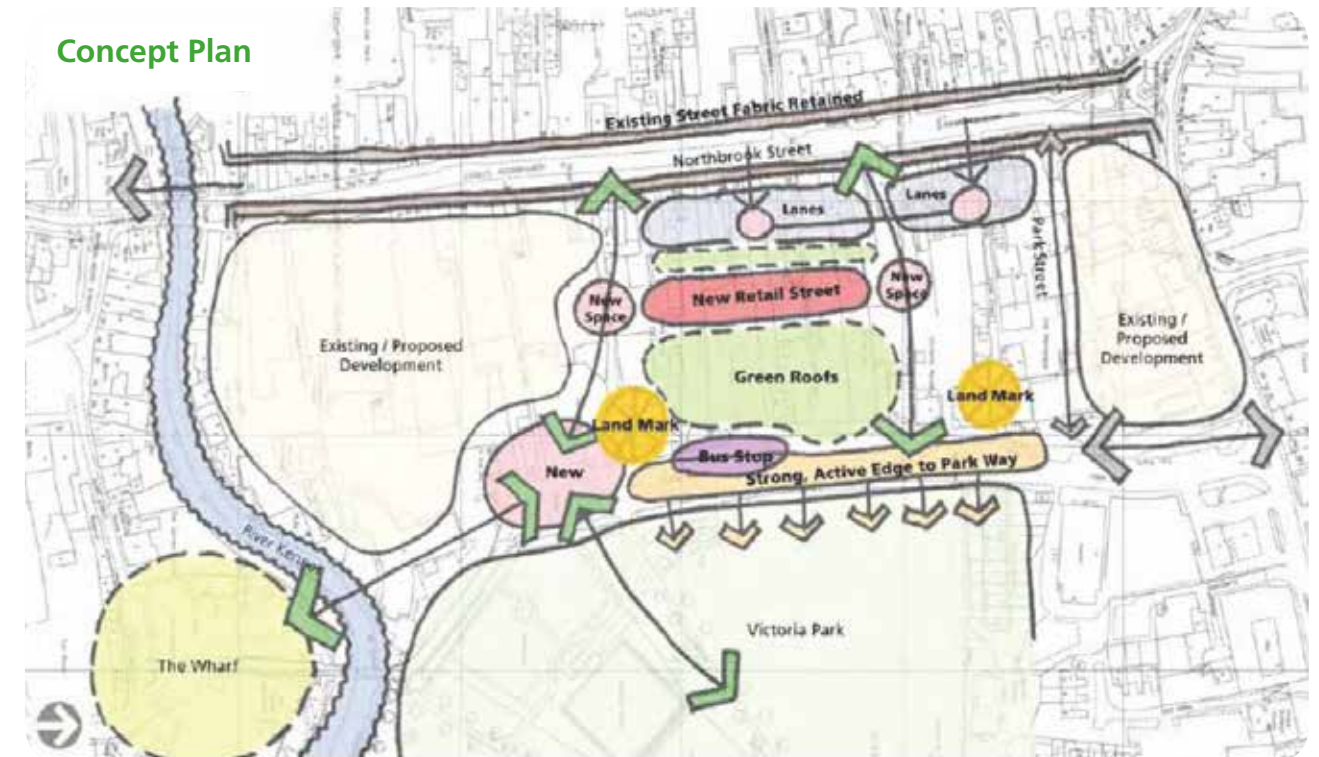 Concept Plan
Existing Street Fabric Retained
Northbrook Street
Lanes
Lanes
Park Street
New
Space
New Retail Street
New
Space
Existing / Proposed
Development
Existing /
Proposed
Development
Green Roofs
Land Mark
Land Mark
Bus Stop
New
Strong, Active Edge to Park Way
River Kennet
Victoria Park
The Wharf